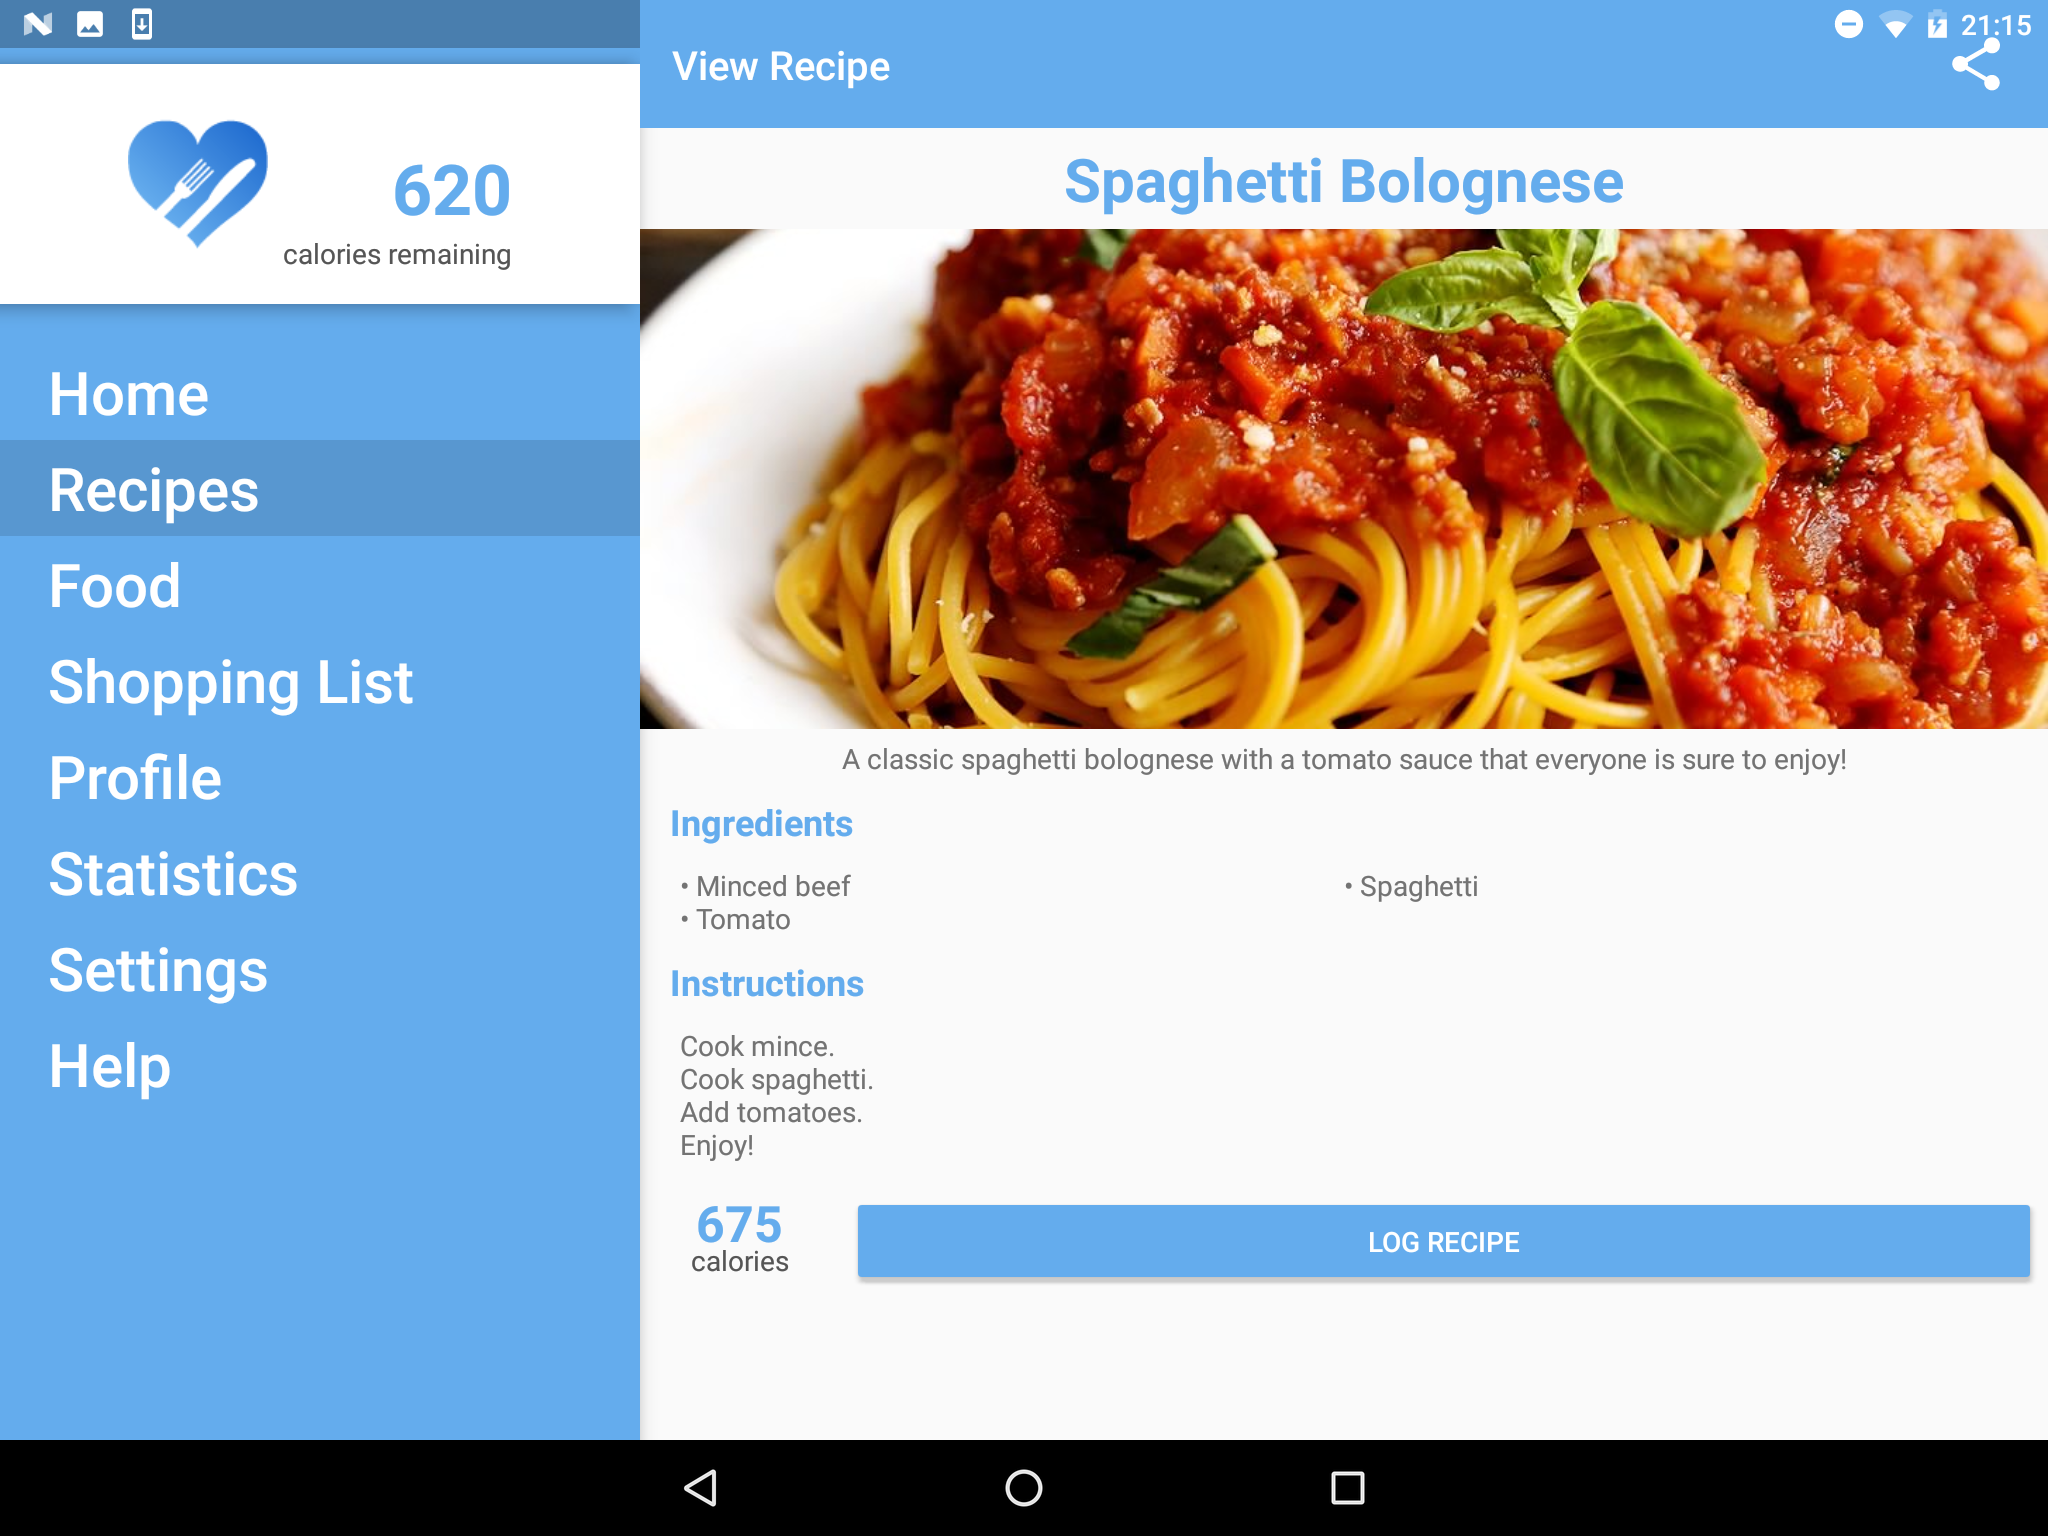 21:15
620
calories remaining
Home
Recipes
Food
Shopping List
Profile
Statistics
Settings
Help
View Recipe
Spaghetti Bolognese
A classic spaghetti bolognese with a tomato sauce that everyone is sure to enjoy!
Ingredients
• Minced beef
• Tomato
• Spaghetti
Instructions
Cook mince.
Cook spaghetti.
Add tomatoes.
Enjoy!
675
calories
LOG RECIPE